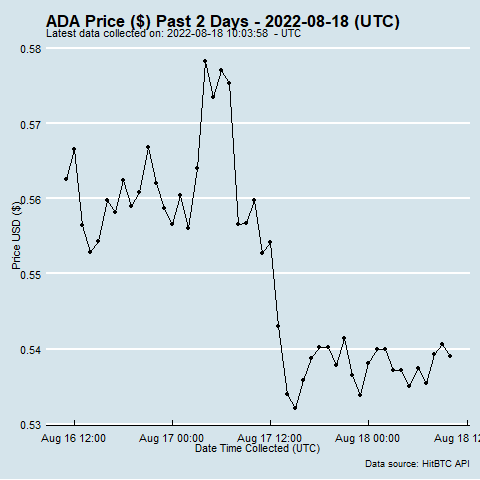 ADA Price ($) Past 2 Days - 2022-08-18 (UTC)
Latest data collected on: 2022-08-18 10:03:58 - UTC
0.58
0.57
0.56
0.55
0.54
0.53
Price USD ($)
Aug 16 12:00 Aug 17 00:00 Aug 17 12:00 Aug 18 00:00 Aug 18 12
Date Time Collected (UTC)
Data source: HitBTC API